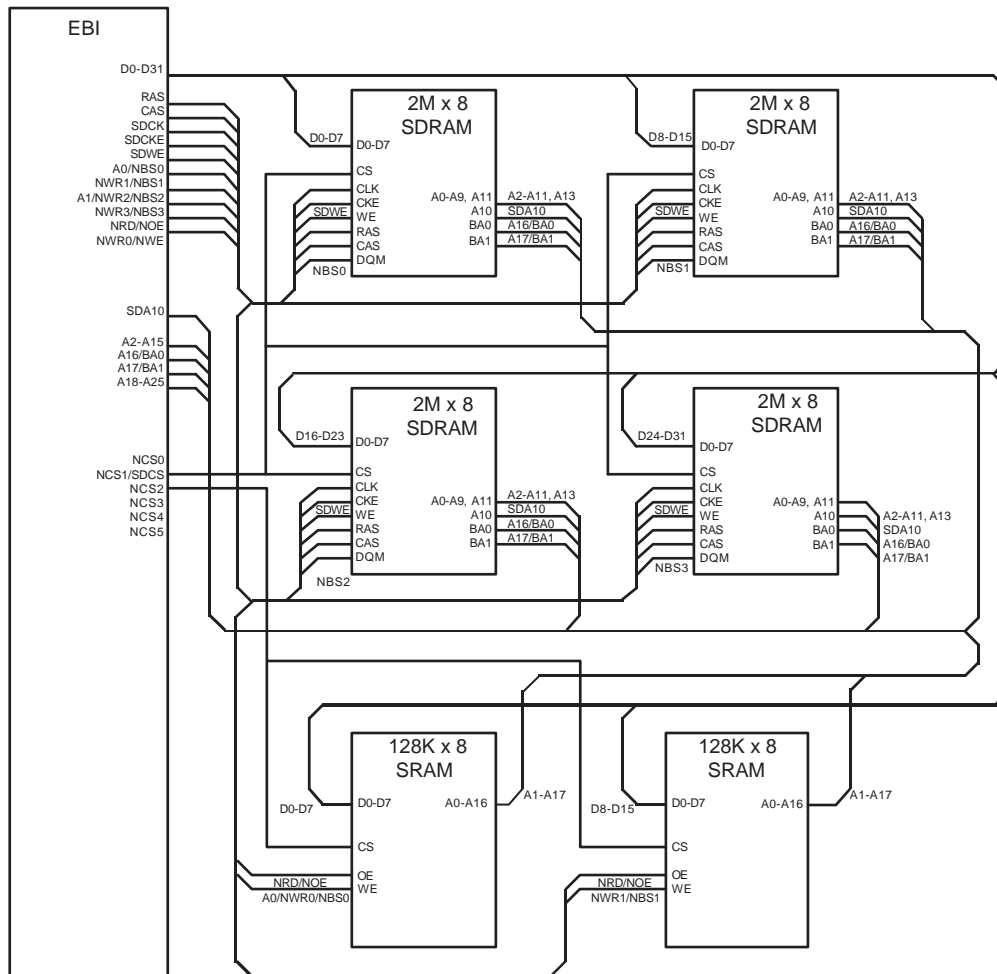 EBI
D0-D31
RAS
CAS
SDCK
SDCKE
SDWE
A0/NBS0
NWR1/NBS1
A1/NWR2/NBS2
NWR3/NBS3
NRD/NOE
NWR0/NWE
SDA10
A2-A15
A16/BA0
A17/BA1
A18-A25
NCS0
NCS1/SDCS
NCS2
NCS3
NCS4
NCS5
2M x 8
SDRAM
D0-D7
D0-D7
CS
CLK
CKE
SDWE
WE
RAS
CAS
DQM
NBS0
A0-A9, A11
A10
BA0
BA1
A2-A11, A13
SDA10
A16/BA0
A17/BA1
2M x 8
SDRAM
D8-D15
D0-D7
CS
CLK
CKE
SDWE
WE
RAS
CAS
DQM
NBS1
A0-A9, A11
A10
BA0
BA1
A2-A11, A13
SDA10
A16/BA0
A17/BA1
2M x 8
SDRAM
D16-D23
D0-D7
CS
CLK
CKE
SDWE
WE
RAS
CAS
DQM
NBS2
A0-A9, A11
A10
BA0
BA1
A2-A11, A13
SDA10
A16/BA0
A17/BA1
2M x 8
SDRAM
D24-D31
D0-D7
CS
CLK
CKE
SDWE
WE
RAS
CAS
DQM
NBS3
A0-A9, A11
A10
BA0
BA1
A2-A11, A13
SDA10
A16/BA0
A17/BA1
128K x 8
SRAM
D0-D7
D0-D7
CS
OE
NRD/NOE
WE
A0/NWR0/NBS0
A0-A16
A1-A17
128K x 8
SRAM
D8-D15
D0-D7
CS
OE
NRD/NOE
WE
NWR1/NBS1
A0-A16
A1-A17